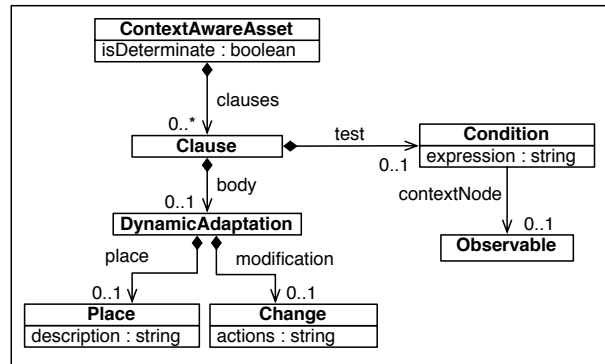 ContextAwareAsset
isDeterminate : boolean
clauses
0..*
Clause
test
0..1
Condition
expression : string
body
0..1
contextNode
0..1
DynamicAdaptation
Observable
place
modification
0..1
0..1
Place
description : string
Change
actions : string